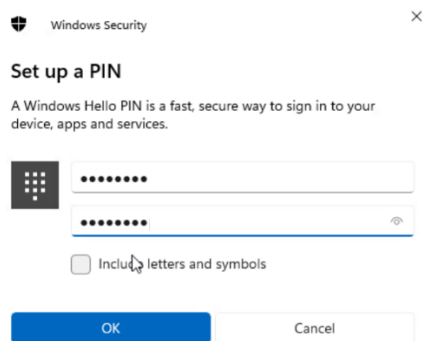 Windows Security
Set up a PIN
A Windows Hello PIN is a fast, secure way to sign in to your
device, apps and services.
••••••••
••••••••
Include letters and symbols
OK
Cancel